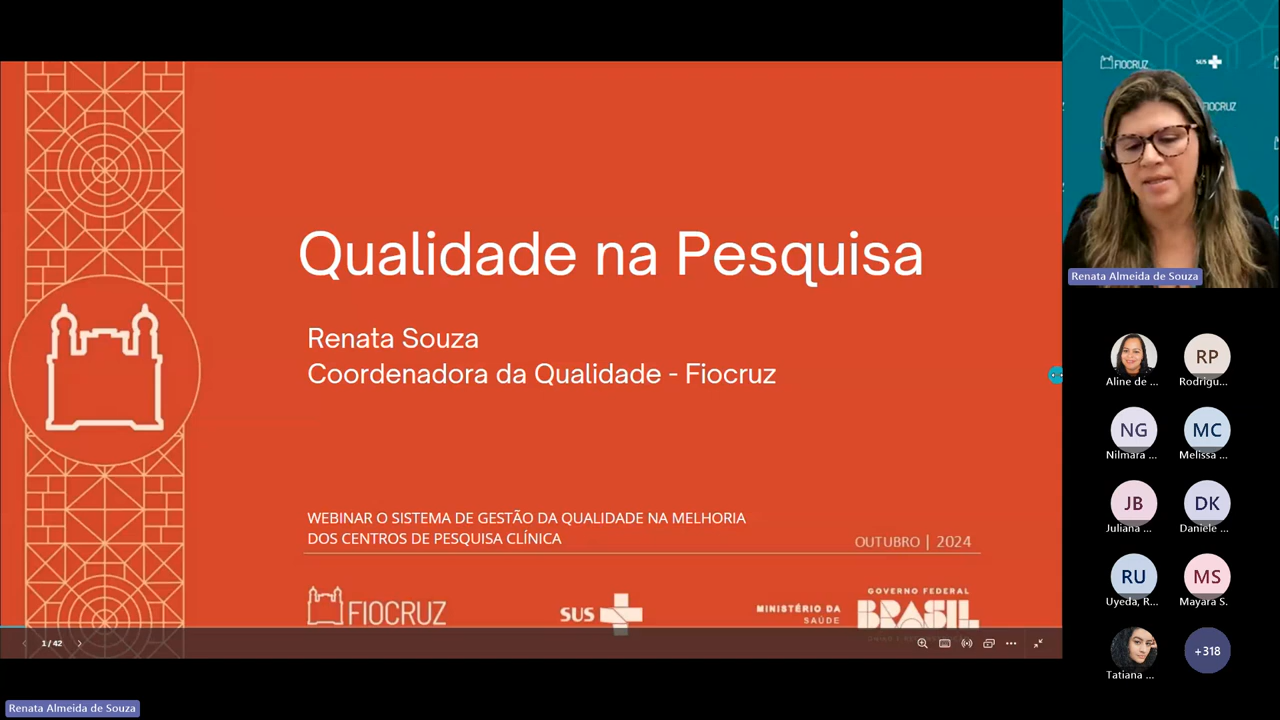 Qualidade na Pesquisa
Renata Souza
Coordenadora da Qualidade - Fiocruz
WEBINAR O SISTEMA DE GESTÃO DA QUALIDADE NA MELHORIA
DOS CENTROS DE PESQUISA CLÍNICA
OUTUBRO | 2024
FIOCRUZ
SUS
MINISTÉRIO DA
SAÚDE
GOVERNO FEDERAL
BRASIL
1 / 42
Renata Almeida de Souza
FIOCRUZ
SUS
FIOCRUZ
Renata Almeida de Souza
Aline de ...
RP
Rodrigu...
NG
Nilmara ...
MC
Melissa ...
JB
Juliana ...
DK
Daniele ...
RU
Uyeda, R...
MS
Mayara S.
Tatiana ...
+318